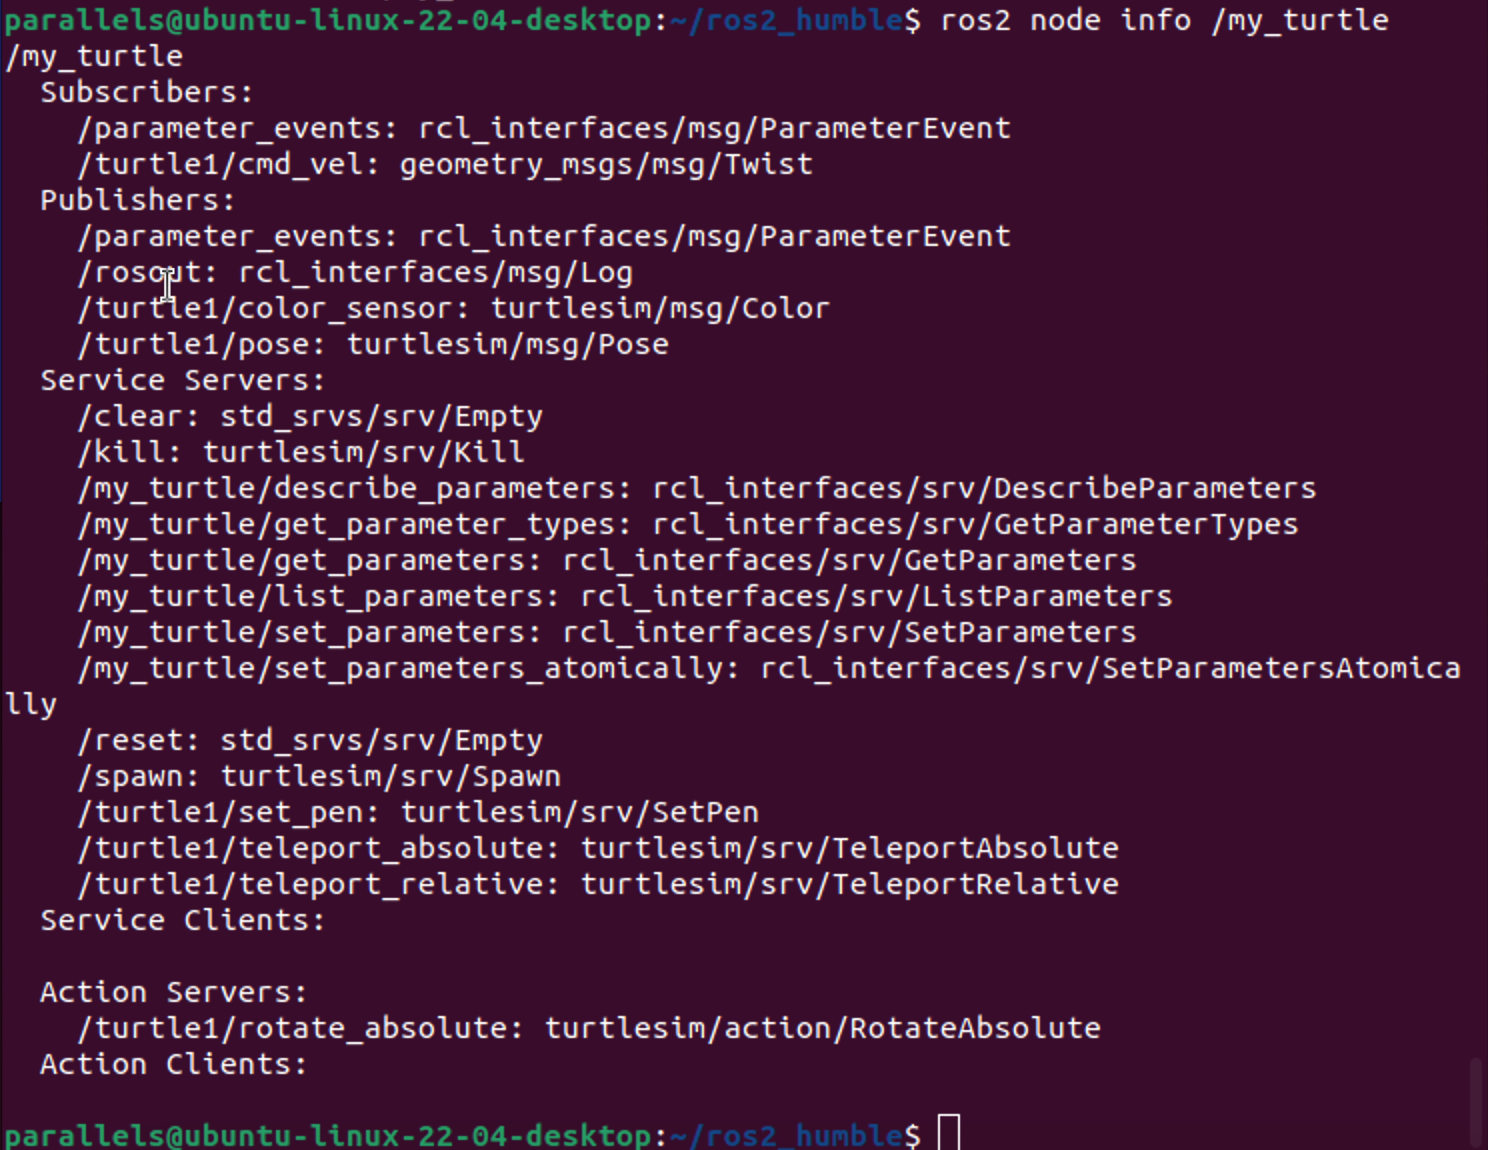 parallels@ubuntu-linux-22-04-desktop:~/ros2_humble$ ros2 node info /my_turtle
/my_turtle
  Subscribers:
    /parameter_events: rcl_interfaces/msg/ParameterEvent
    /turtle1/cmd_vel: geometry_msgs/msg/Twist
  Publishers:
    /parameter_events: rcl_interfaces/msg/ParameterEvent
    /rosout: rcl_interfaces/msg/Log
    /turtle1/color_sensor: turtlesim/msg/Color
    /turtle1/pose: turtlesim/msg/Pose
  Service Servers:
    /clear: std_srvs/srv/Empty
    /kill: turtlesim/srv/Kill
    /my_turtle/describe_parameters: rcl_interfaces/srv/DescribeParameters
    /my_turtle/get_parameter_types: rcl_interfaces/srv/GetParameterTypes
    /my_turtle/get_parameters: rcl_interfaces/srv/GetParameters
    /my_turtle/list_parameters: rcl_interfaces/srv/ListParameters
    /my_turtle/set_parameters: rcl_interfaces/srv/SetParameters
    /my_turtle/set_parameters_atomically: rcl_interfaces/srv/SetParametersAtomica
lly
    /reset: std_srvs/srv/Empty
    /spawn: turtlesim/srv/Spawn
    /turtle1/set_pen: turtlesim/srv/SetPen
    /turtle1/teleport_absolute: turtlesim/srv/TeleportAbsolute
    /turtle1/teleport_relative: turtlesim/srv/TeleportRelative
  Service Clients:
  Action Servers:
    /turtle1/rotate_absolute: turtlesim/action/RotateAbsolute
  Action Clients:
parallels@ubuntu-linux-22-04-desktop:~/ros2_humble$